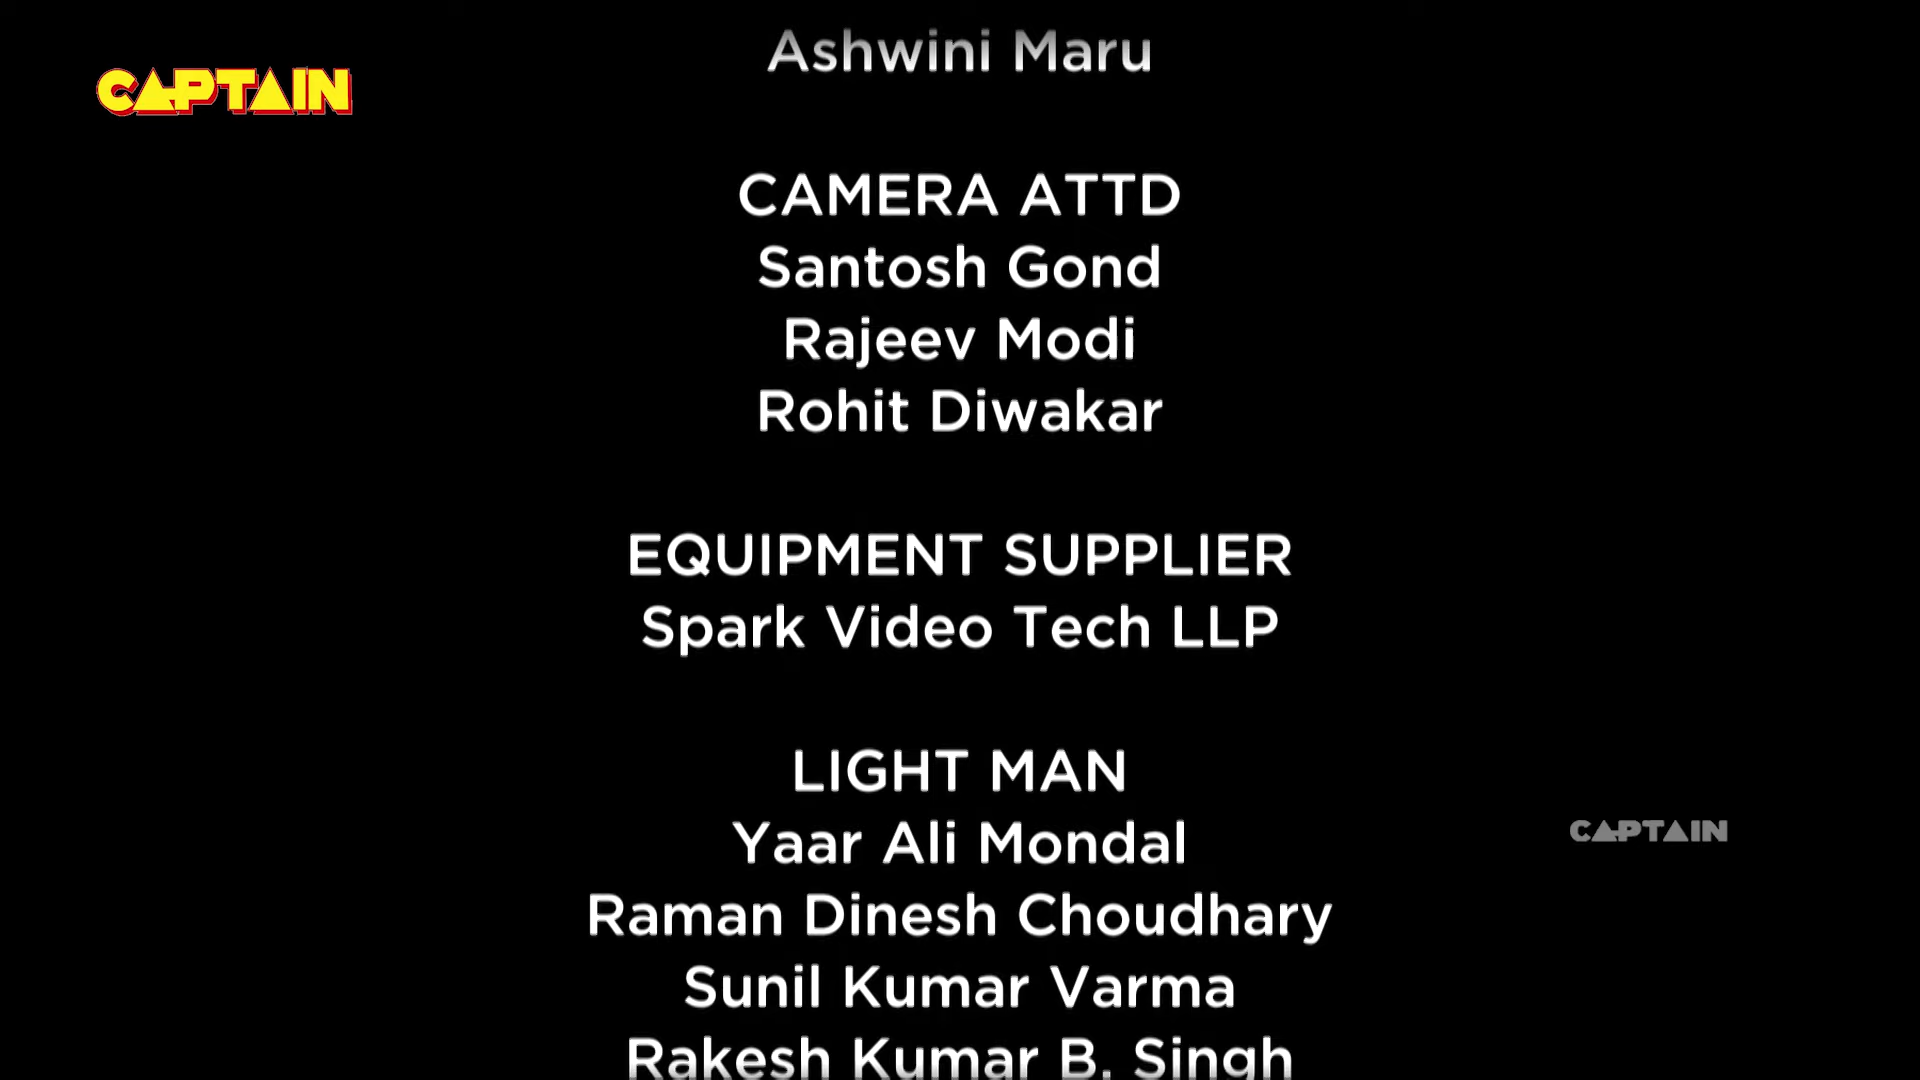 Ashwini Maru
CAPTAIN
CAMERA ATTD
Santosh Gond
Rajeev Modi
Rohit Diwakar
EQUIPMENT SUPPLIER
Spark Video Tech LLP
LIGHT MAN
Yaar Ali Mondal
CAPTAIN
Raman Dinesh Choudhary
Sunil Kumar Varma
Rakesh Kumar B. Singh